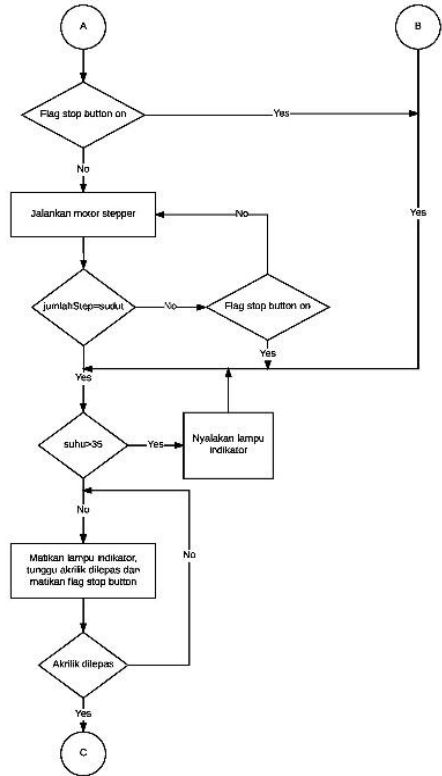 A
B
Flag stop button on
Yes
No
Yes
Jalankan motor stepper
No
jumlahStep=sudut
No
Flag stop button on
Yes
Yes
suhu>35
Yes
Nyalakan lampu
indikator
No
Matikan lampu indikator,
tunggu akrilik dilepas dan
matikan flag stop button
No
Akrilik dilepas
Yes
C